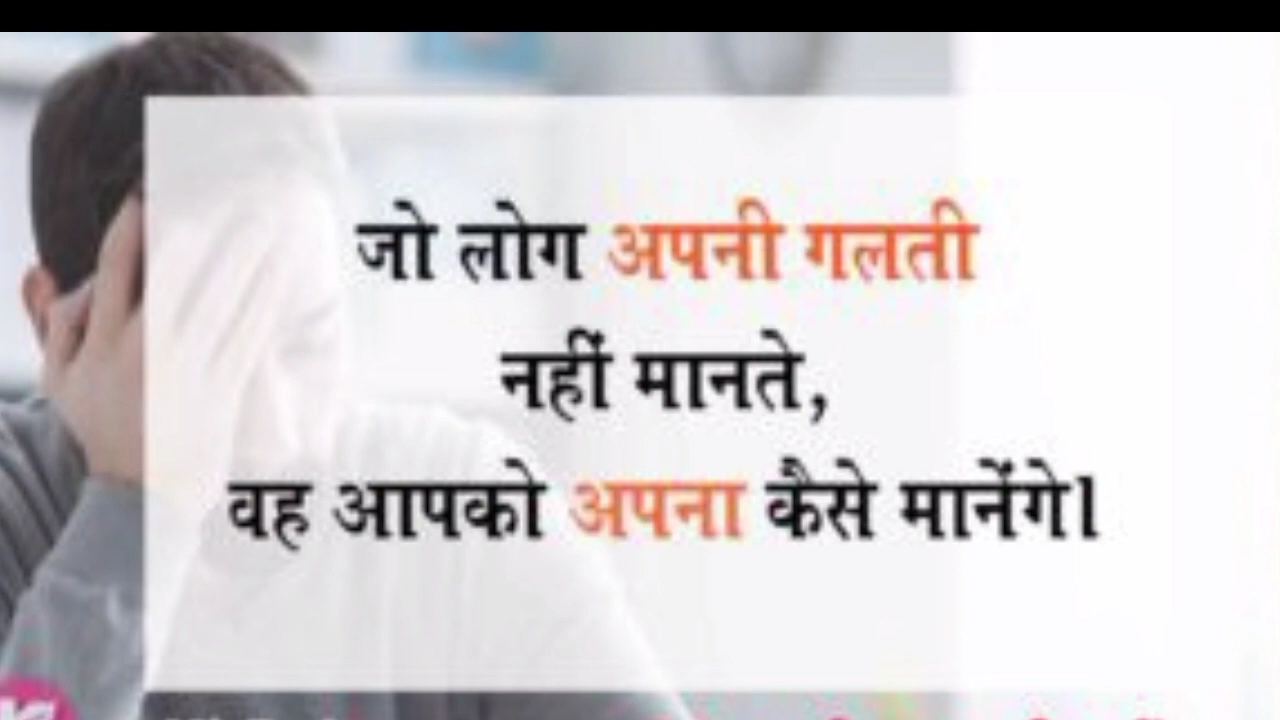 जो लोग अपनी गलती
नहीं मानते,
वह आपको अपना कैसे मानेंगे।